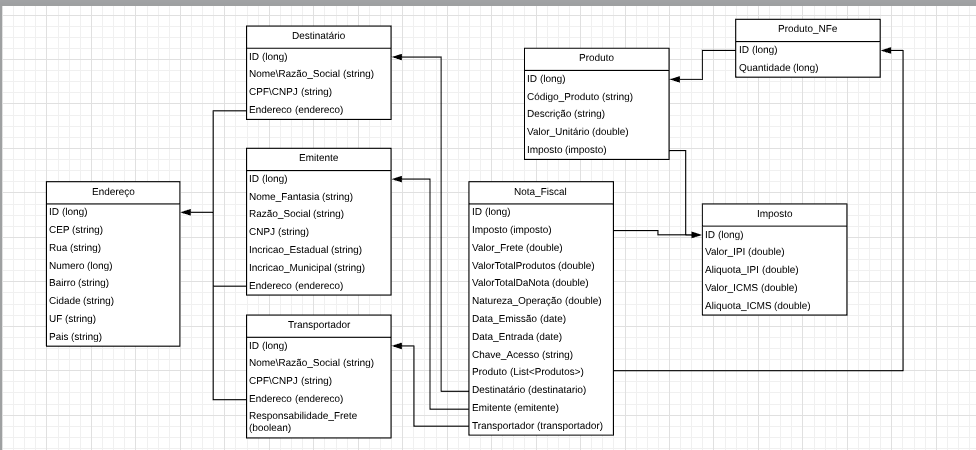 Destinatário
ID (long)
Nome\Razão_Social (string)
CPF\CNPJ (string)
Endereco (endereco)
Emitente
ID (long)
Nome_Fantasia (string)
Razão_Social (string)
CNPJ (string)
Incricao_Estadual (string)
Incricao_Municipal (string)
Endereco (endereco)
Endereço
ID (long)
CEP (string)
Rua (string)
Numero (long)
Bairro (string)
Cidade (string)
UF (string)
Pais (string)
Transportador
ID (long)
Nome\Razão_Social (string)
CPF\CNPJ (string)
Endereco (endereco)
Responsabilidade_Frete
(boolean)
Produto
ID (long)
Código_Produto (string)
Descrição (string)
Valor_Unitário (double)
Imposto (imposto)
Produto_NFe
ID (long)
Quantidade (long)
Nota_Fiscal
ID (long)
Imposto (imposto)
Valor_Frete (double)
ValorTotalProdutos (double)
ValorTotalDaNota (double)
Natureza_Operação (double)
Data_Emissão (date)
Data_Entrada (date)
Chave_Acesso (string)
Produto (List<Produtos>)
Destinatário (destinatario)
Emitente (emitente)
Transportador (transportador)
Imposto
ID (long)
Valor_IPI (double)
Aliquota_IPI (double)
Valor_ICMS (double)
Aliquota_ICMS (double)